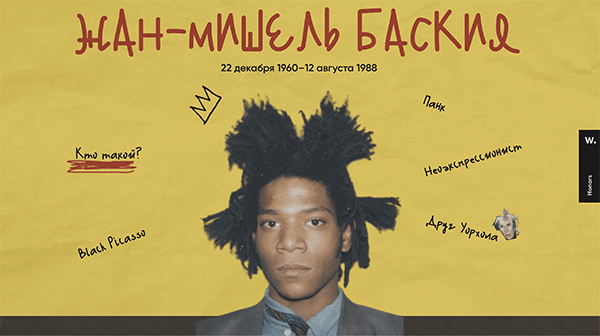 ЖАН-МИШЕЛЬ БАСКИЯ
22 декабря 1960–12 августа 1988
Панк
Кто такой?
Неоэкспрессионист
Black Picasso
Друг Уорхола
W.
Honors